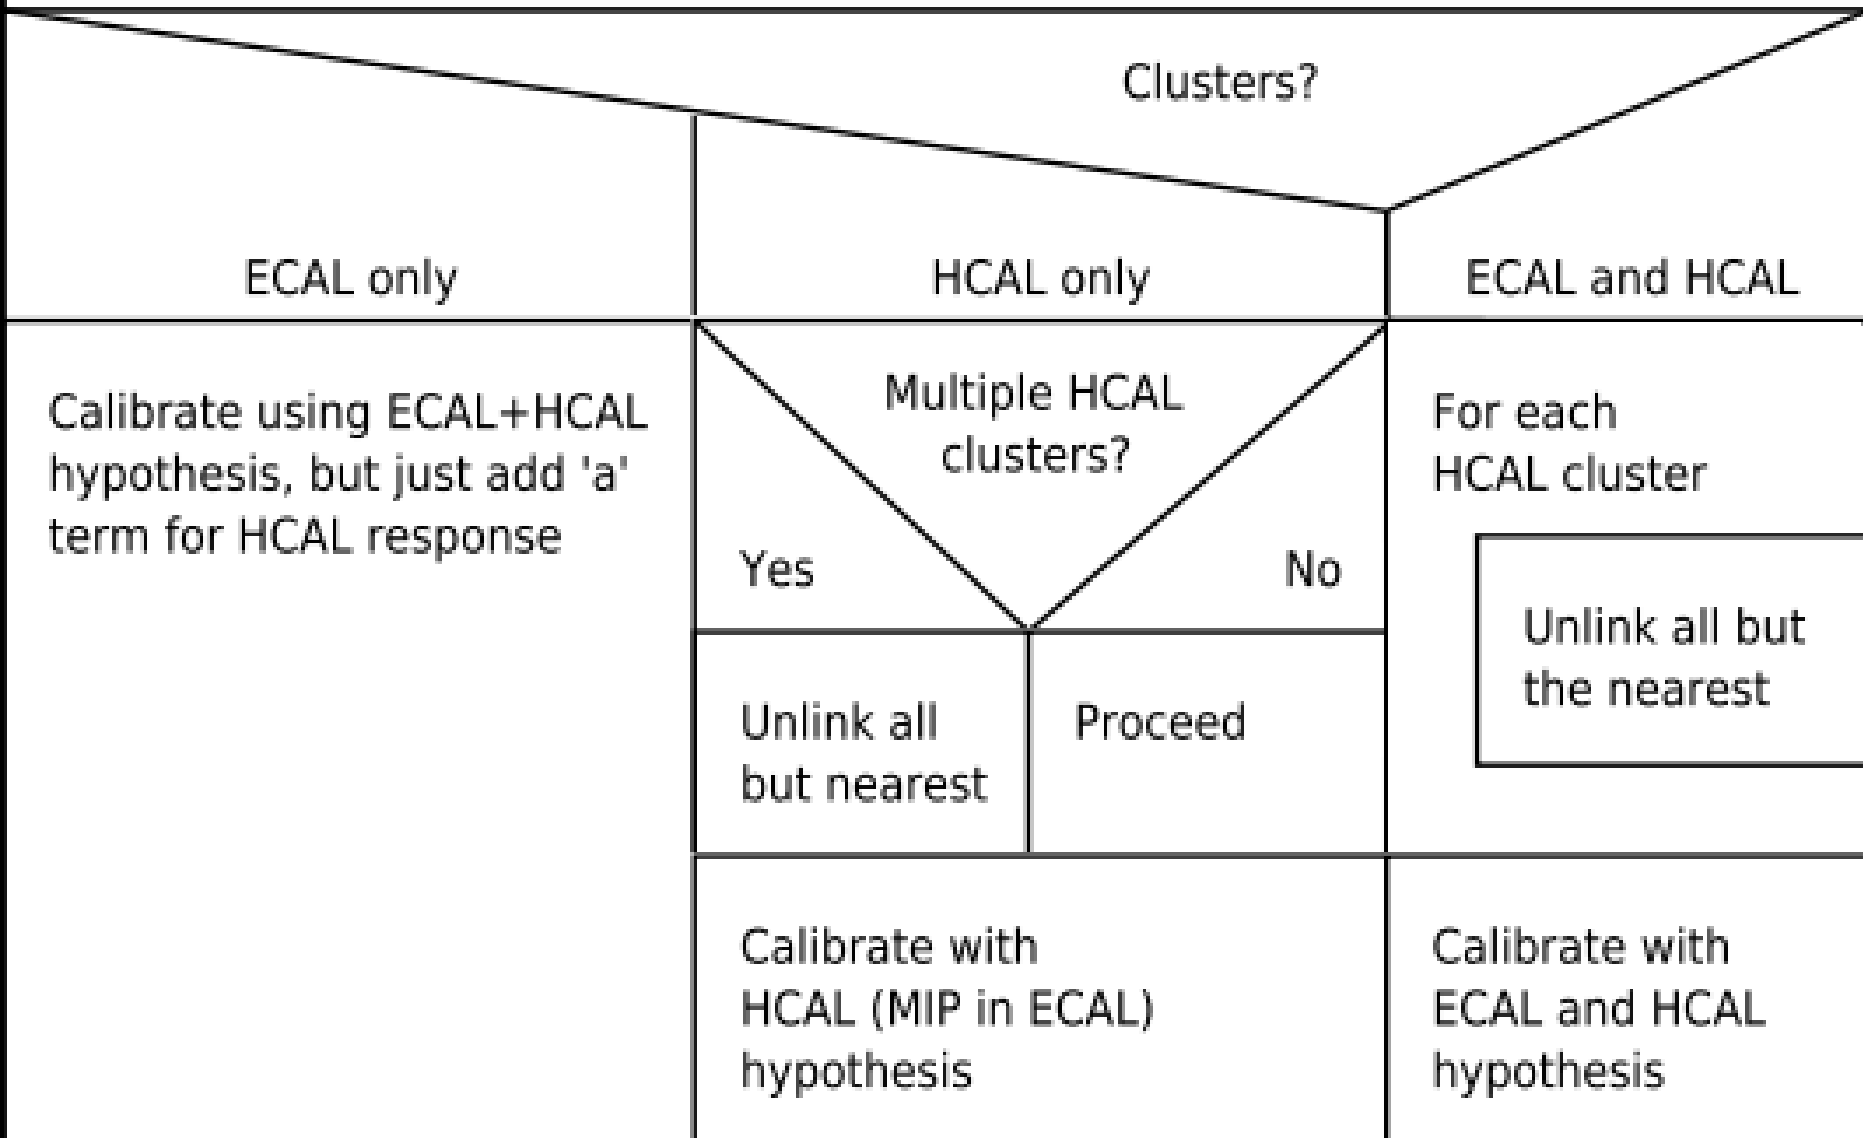 Clusters?
ECAL only
HCAL only
ECAL and HCAL
Calibrate using ECAL+HCAL
hypothesis, but just add 'a'
term for HCAL response
Multiple HCAL
clusters?
Yes
No
Unlink all
but nearest
Proceed
Calibrate with
HCAL (MIP in ECAL)
hypothesis
For each
HCAL cluster
Unlink all but
the nearest
Calibrate with
ECAL and HCAL
hypothesis